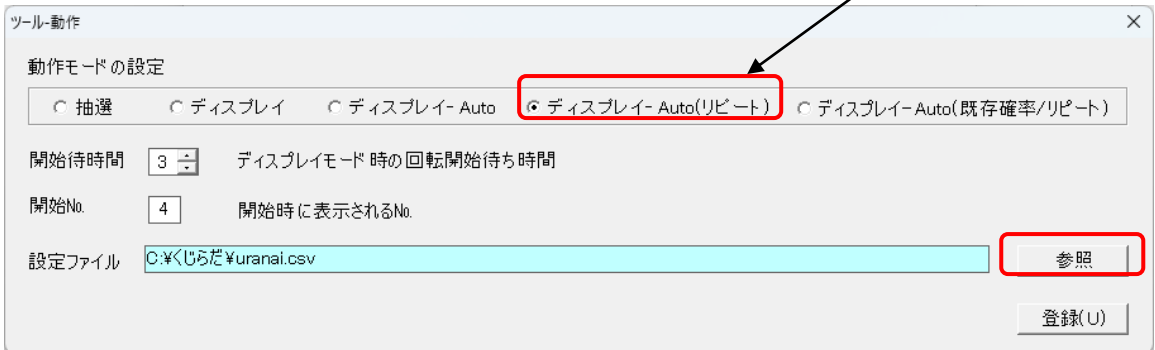 ツール-動作
動作モードの設定
抽選 ディスプレイ ディスプレイ- Auto ディスプレイ- Auto(リピート) ディスプレイ-Auto(既存確率/リピート)
開始待時間 3 ディスプレイモード時の回転開始待ち時間
開始№ 4 開始時に表示される№
設定ファイル C:¥くじらだ¥uranai.csv 参照
登録(U)